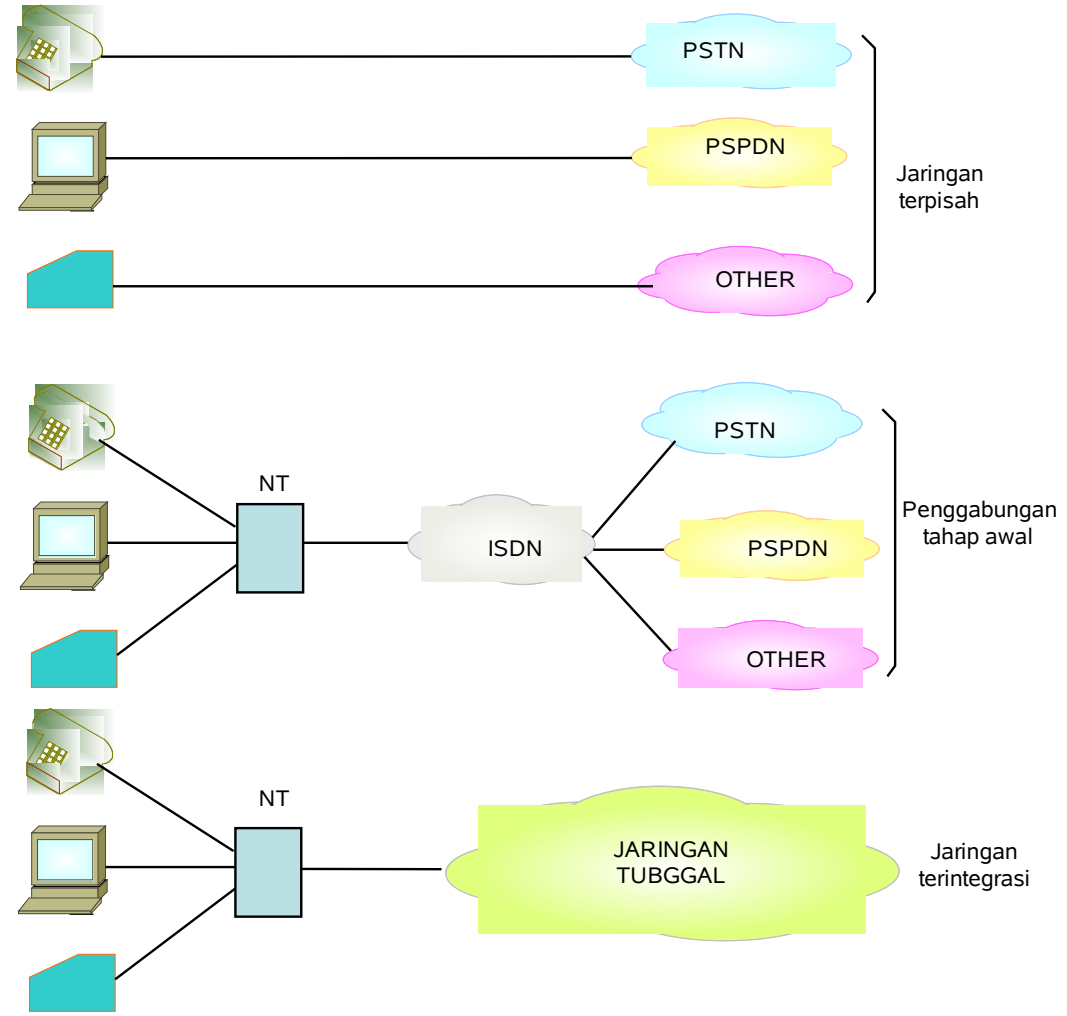 PSTN
PSPDN
Jaringan
terpisah
OTHER
PSTN
NT
Penggabungan
tahap awal
ISDN
PSPDN
OTHER
NT
JARINGAN
TUBGGAL
Jaringan
terintegrasi